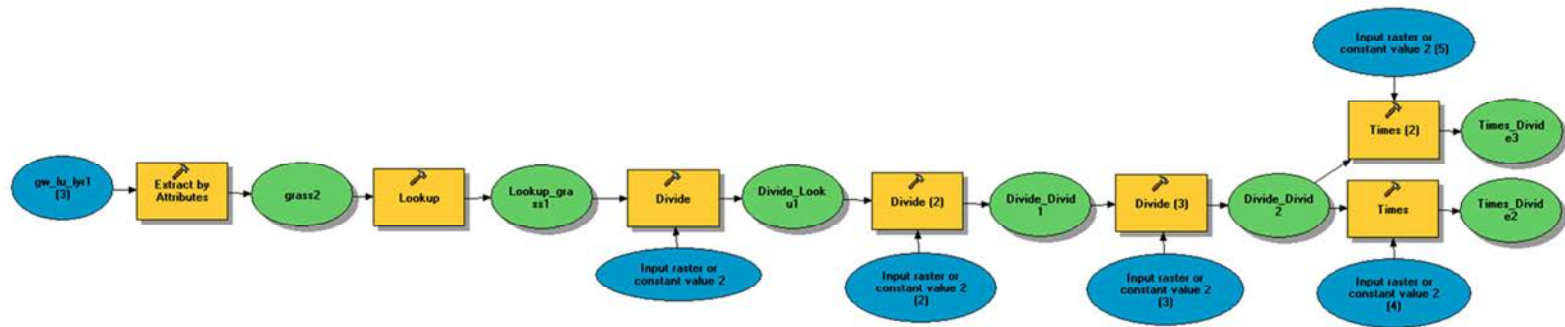 Input raster or
constant value 2 (5)
Times (2)
Times_Divid
e3
gw_lu_lyr1
(3)
Extract by
Attributes
grass2
Lookup
Lookup_gra
ss1
Divide
Divide_Look
u1
Divide (2)
Divide_Divid
1
Divide (3)
Divide_Divid
2
Times
Times_Divid
e2
Input raster or
constant value 2
Input raster or
constant value 2
(2)
Input raster or
constant value 2
(3)
Input raster or
constant value 2
(4)